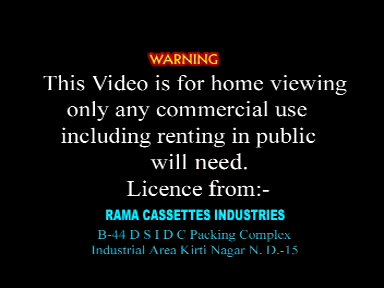 WARNING
This Video is for home viewing
only any commercial use
including renting in public
will need.
Licence from:-
RAMA CASSETTES INDUSTRIES
B-44 D S I D C Packing Complex
Industrial Area Kirti Nagar N. D.-15